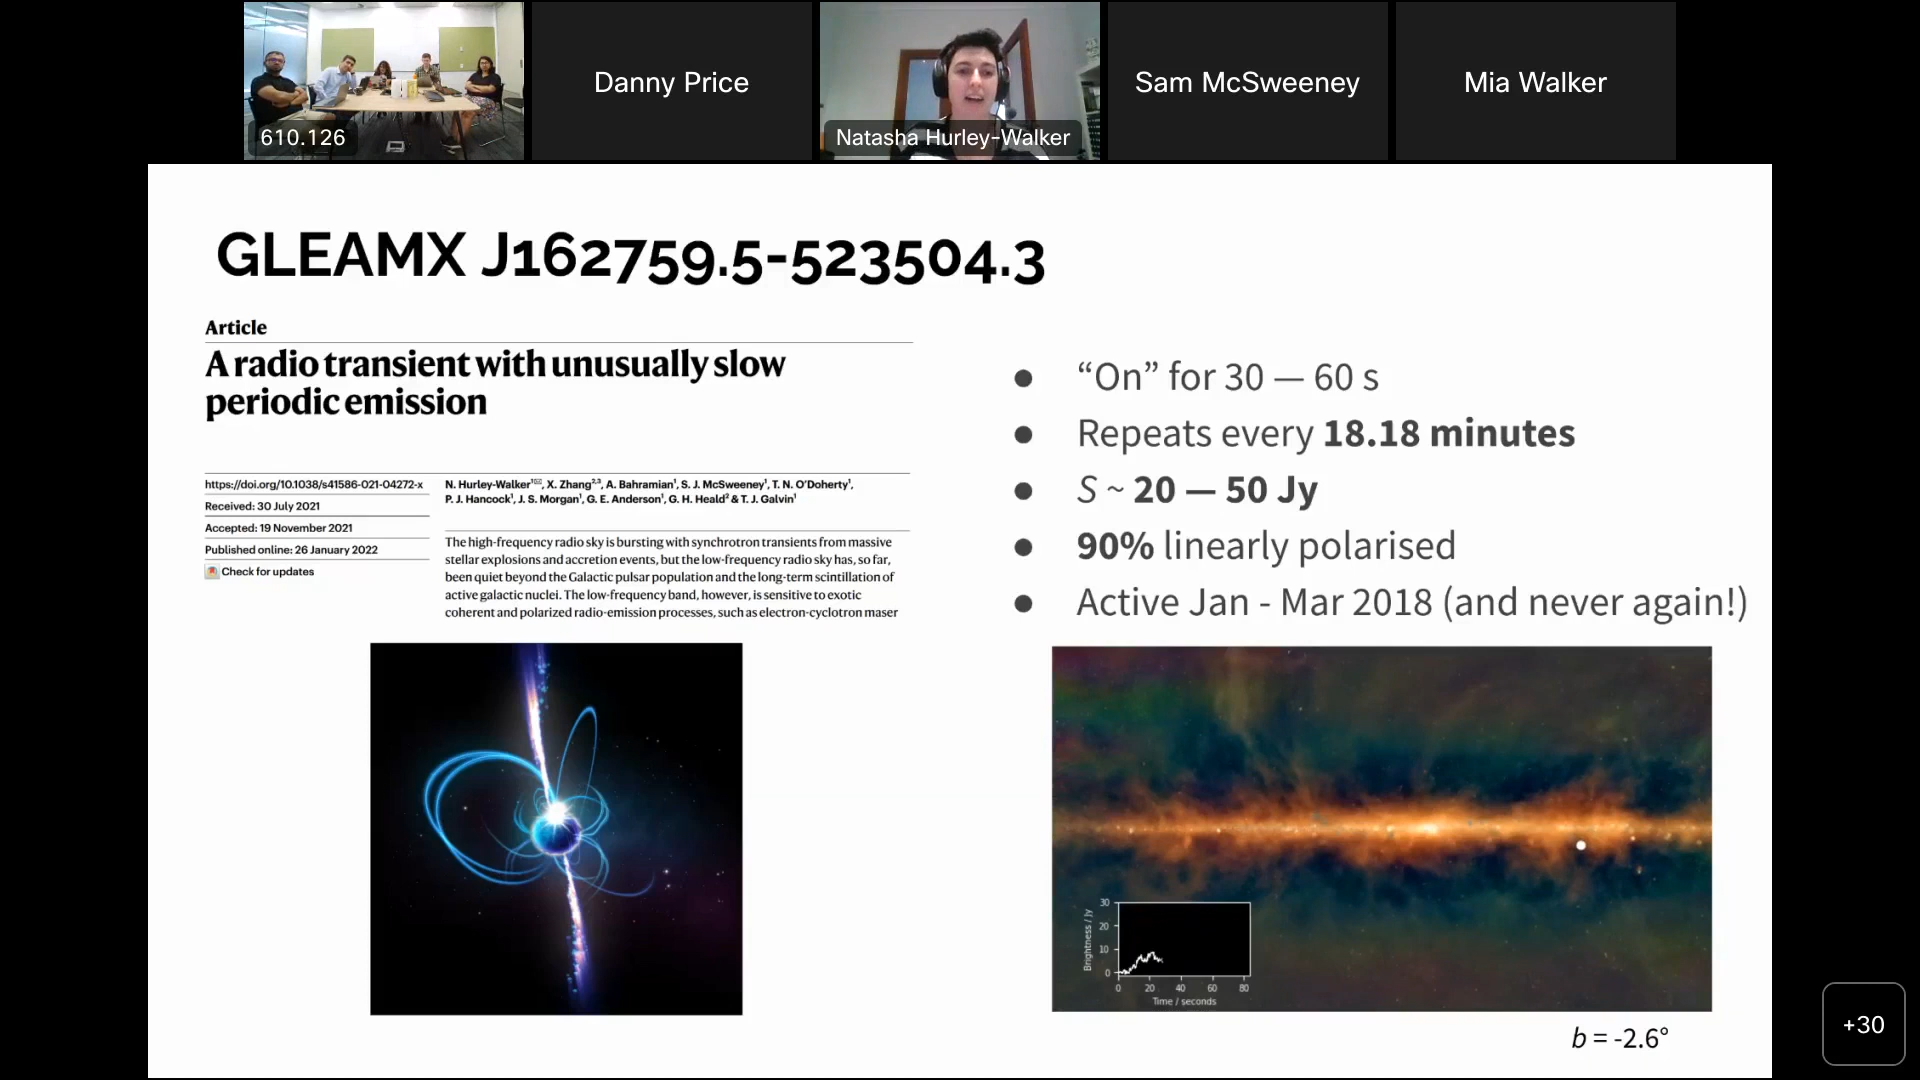 610.126
Danny Price
Natasha Hurley-Walker
Sam McSweeney
Mia Walker
GLEAMX J162759.5-523504.3
Article
A radio transient with unusually slow
periodic emission
https://doi.org/10.1038/s41586-021-04272-x
Received: 30 July 2021
Accepted: 19 November 2021
Published online: 26 January 2022
Check for updates
N. Hurley-Walker1✉, X. Zhang2,3, A. Bahramian1, S. J. McSweeney1, T. N. O'Doherty1,
P. J. Hancock1, J. S. Morgan1, G. E. Anderson1, G. H. Heald2 & T. J. Galvin1
The high-frequency radio sky is bursting with synchrotron transients from massive
stellar explosions and accretion events, but the low-frequency radio sky has, so far,
been quiet beyond the Galactic pulsar population and the long-term scintillation of
active galactic nuclei. The low-frequency band, however, is sensitive to exotic
coherent and polarized radio-emission processes, such as electron-cyclotron maser
● “On” for 30 — 60 s
● Repeats every 18.18 minutes
● S ~ 20 — 50 Jy
● 90% linearly polarised
● Active Jan - Mar 2018 (and never again!)
Brightness / Jy
30
20
10
0
0 20 40 60 80
Time / seconds
b = -2.6°
+30